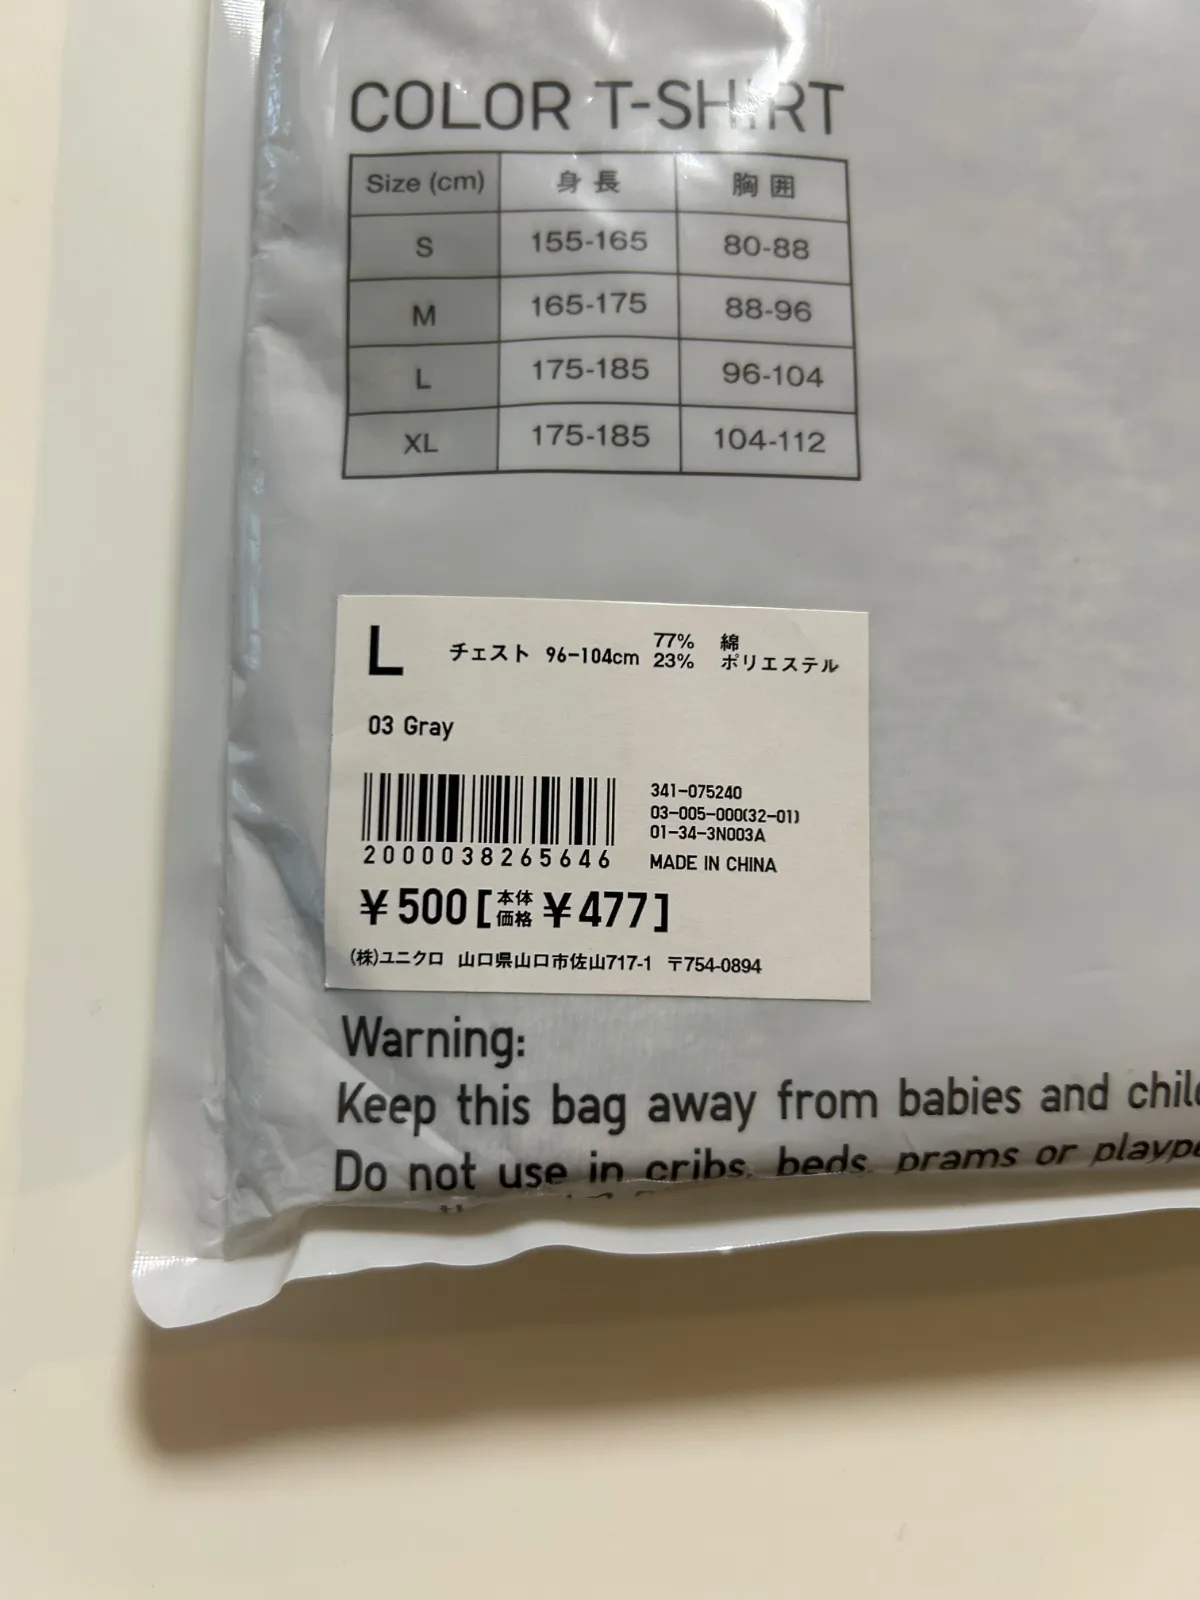 COLOR T-SHIRT
Size (cm) 身長 胸囲
S 155-165 80-88
M 165-175 88-96
L 175-185 96-104
XL 175-185 104-112
L チェスト 96-104cm 77% 綿
23% ポリエステル
03 Gray
341-075240
03-005-000(32-01)
01-34-3N003A
2000038265646
MADE IN CHINA
¥500[本体価格 ¥477]
(株)ユニクロ 山口県山口市佐山717-1 〒754-0894
Warning:
Keep this bag away from babies and
Do not use in cribs, beds, prams or